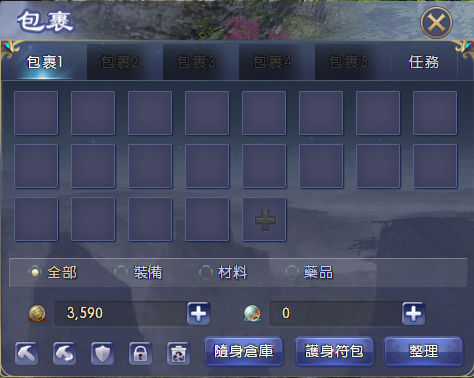 包裹
包裹1 包裹2 包裹3 包裹4 包裹5 任務
全部 裝備 材料 藥品
3,590 0
隨身倉庫 護身符包 整理